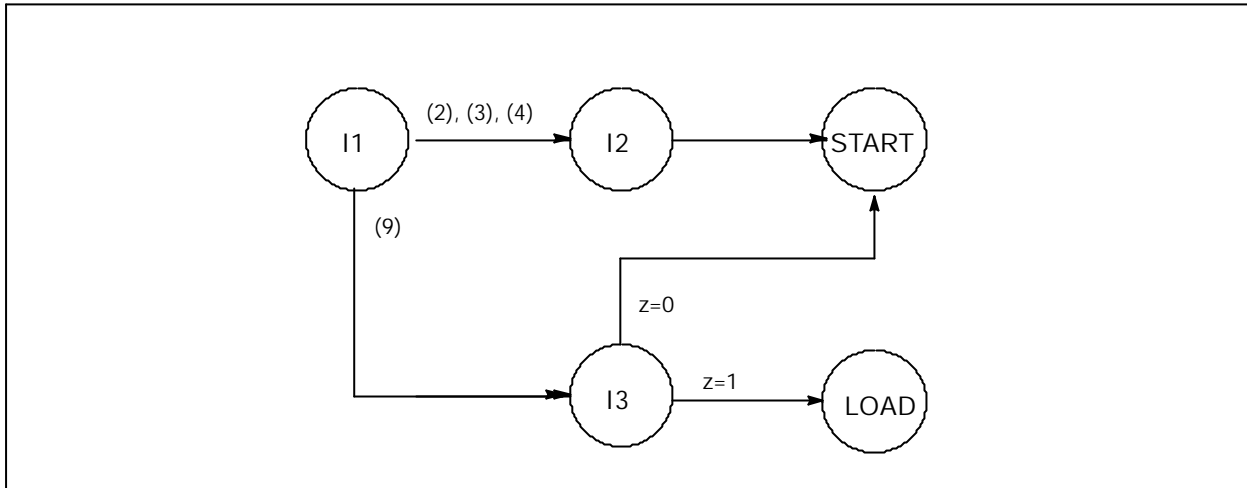 (2), (3), (4)
I1
I2
START
(9)
z=0
z=1
I3
LOAD